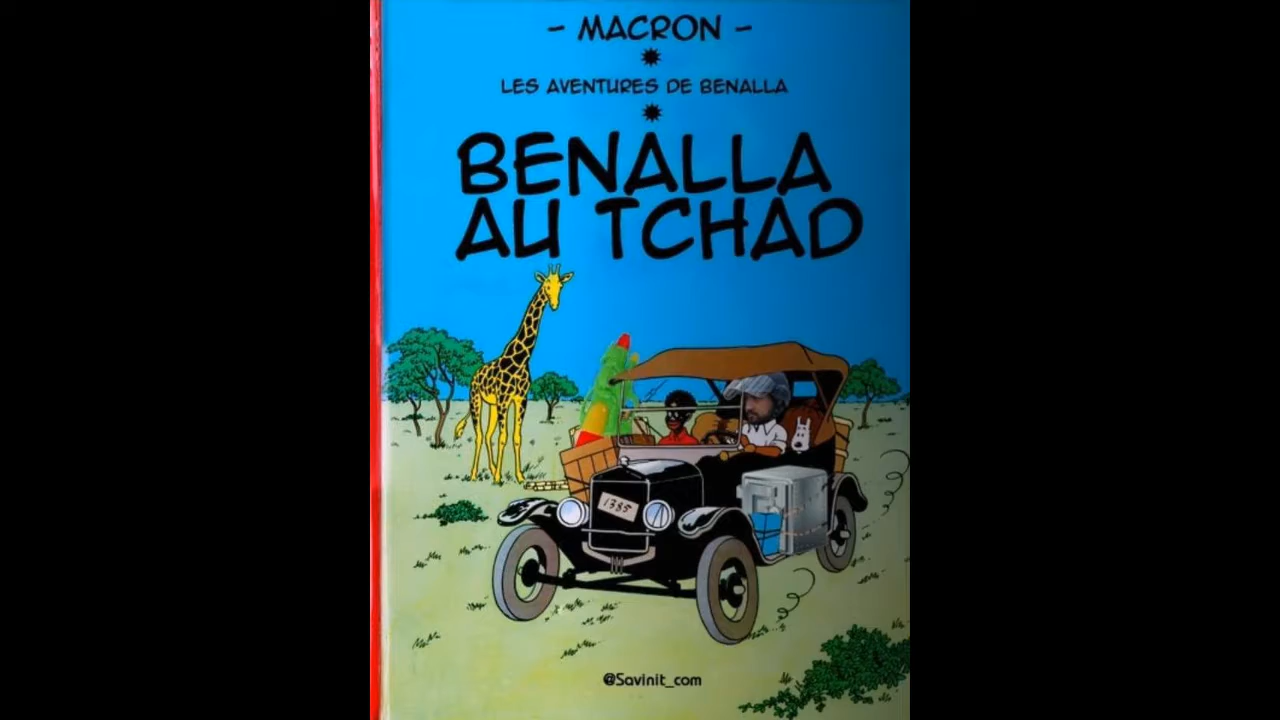 - MACRON -
LES AVENTURES DE BENALLA
BENALLA
AU TCHAD
1385
@Savinit_com